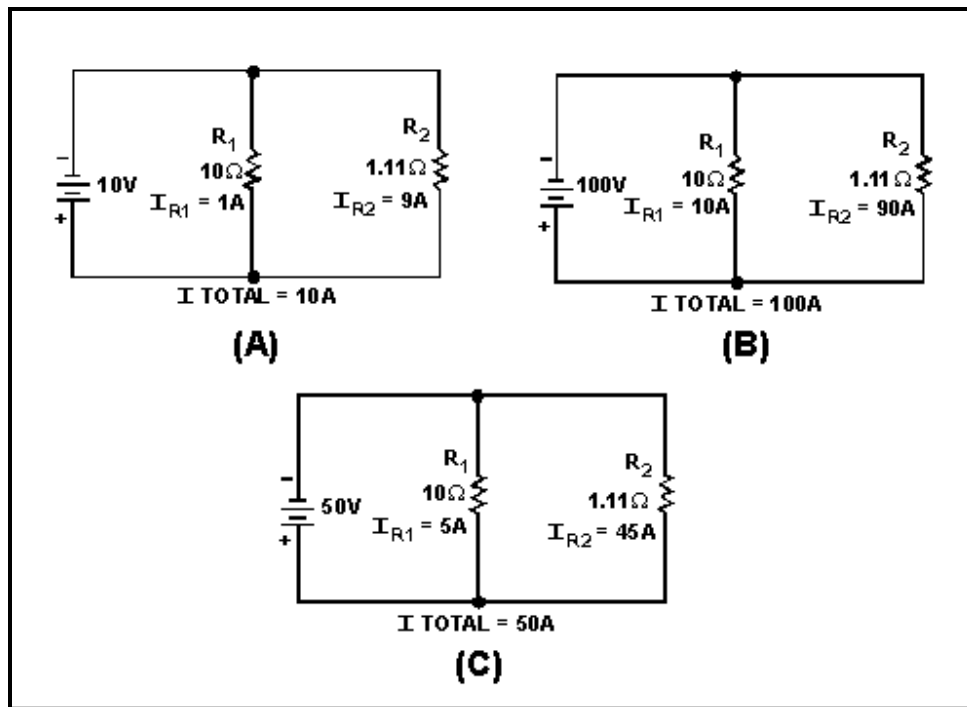 R1
10Ω
IR1 = 1A
R2
1.11Ω
IR2 = 9A
−
10V
+
I TOTAL = 10A
(A)
R1
10Ω
IR1 = 10A
R2
1.11Ω
IR2 = 90A
−
100V
+
I TOTAL = 100A
(B)
R1
10Ω
IR1 = 5A
R2
1.11Ω
IR2 = 45A
−
50V
+
I TOTAL = 50A
(C)